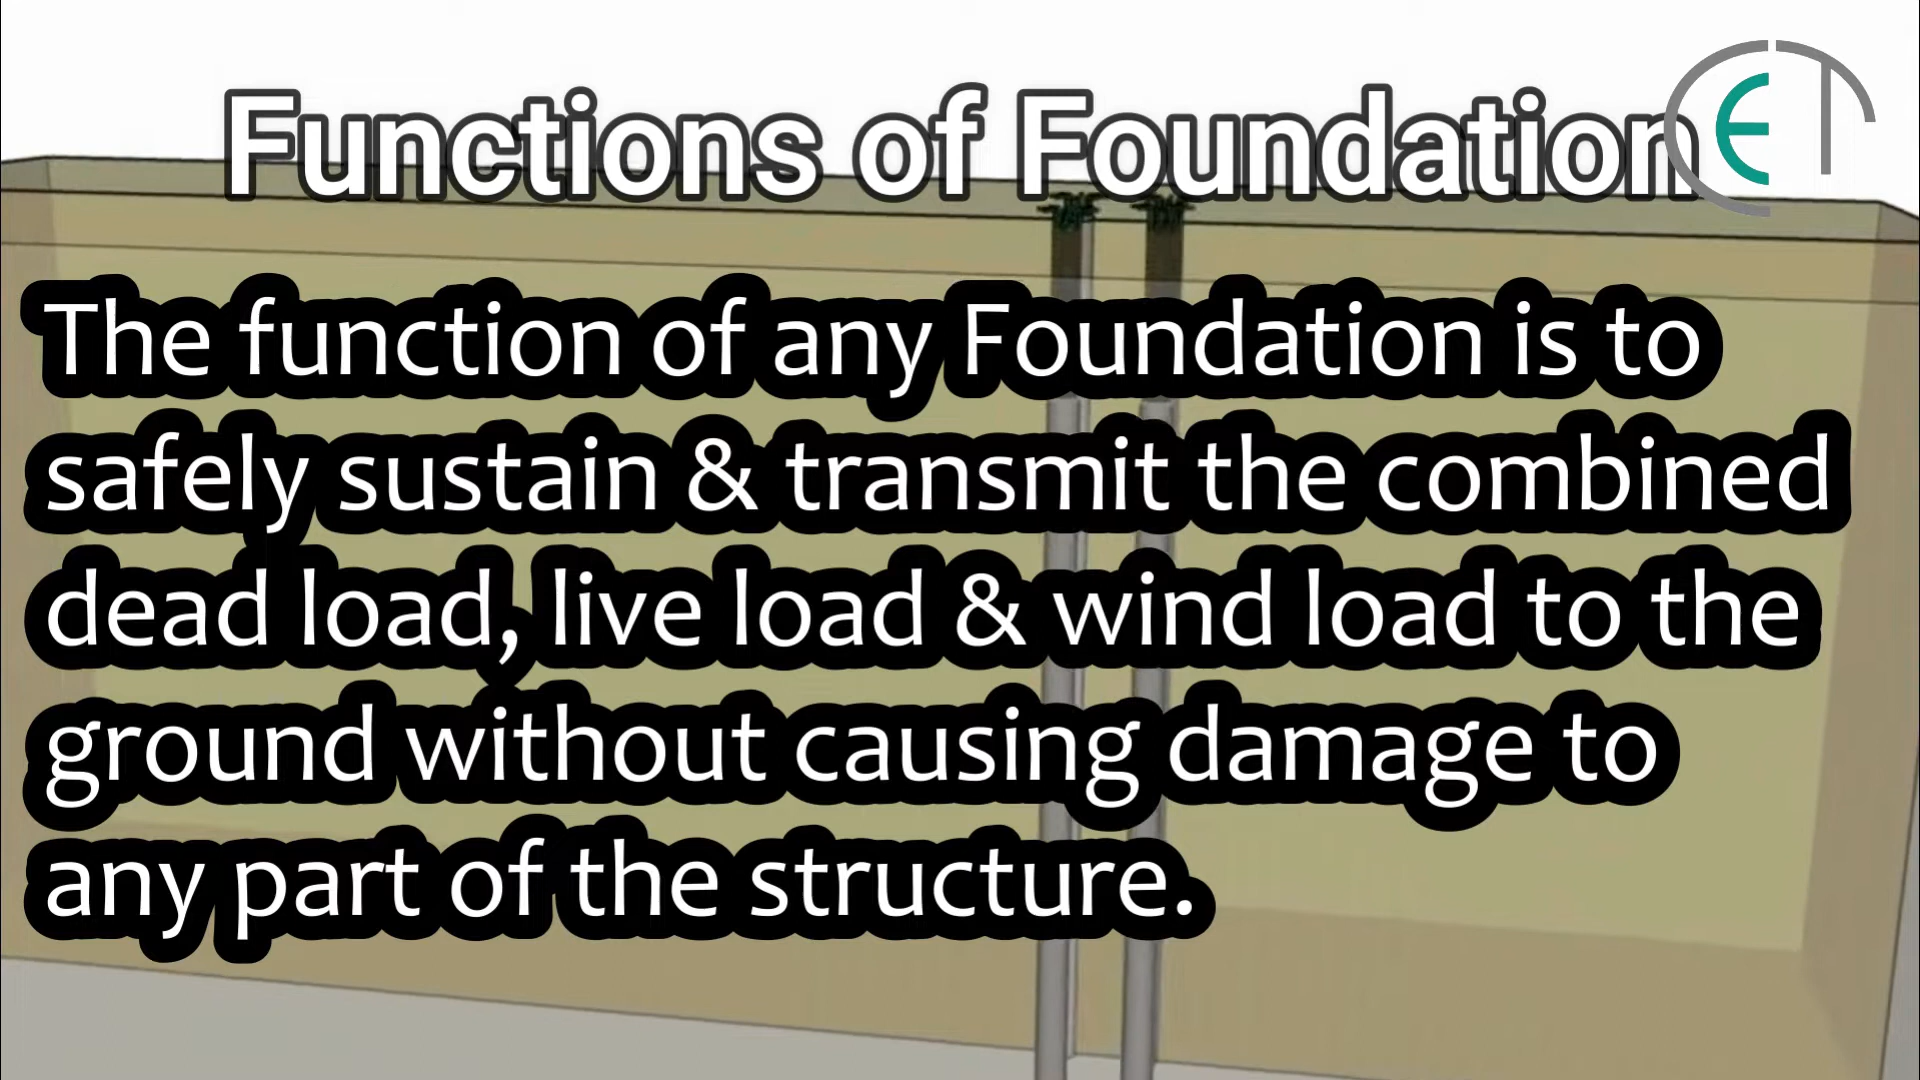 Functions of Foundation
CET
The function of any Foundation is to
safely sustain & transmit the combined
dead load, live load & wind load to the
ground without causing damage to
any part of the structure.